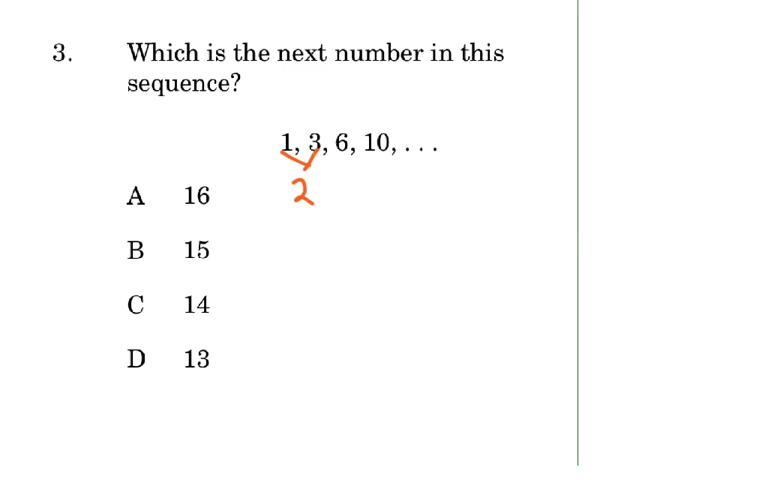 3. Which is the next number in this
sequence?
1, 3, 6, 10, . . .
2
A 16
B 15
C 14
D 13